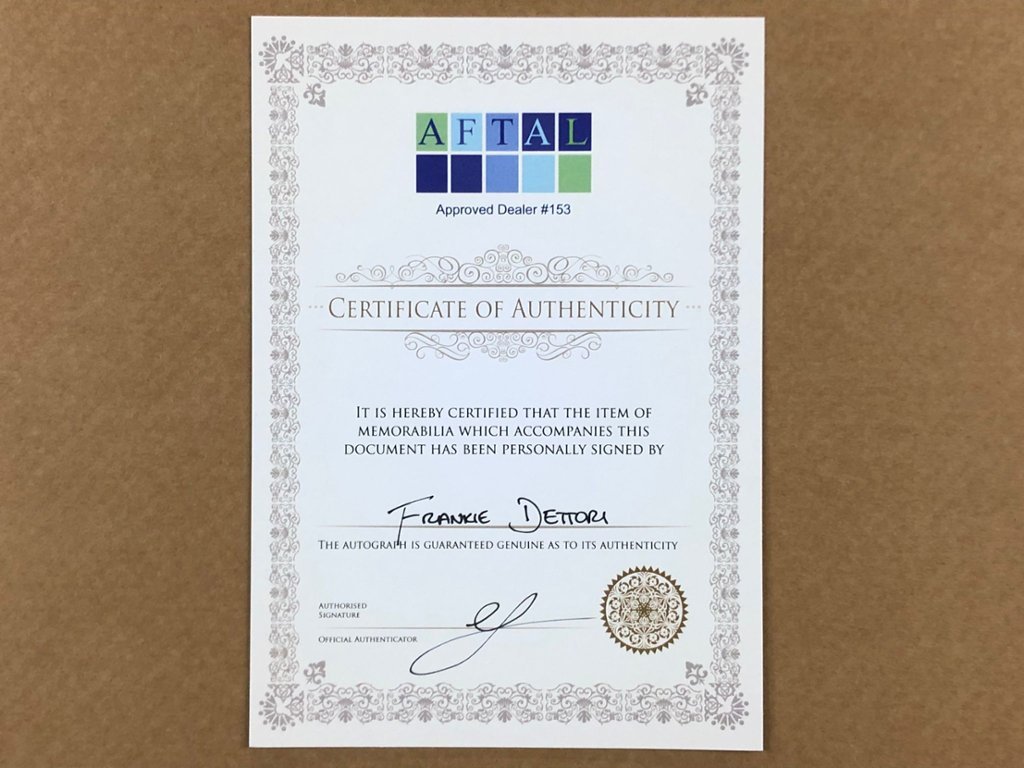 AFTAL
Approved Dealer #153
CERTIFICATE OF AUTHENTICITY
IT IS HEREBY CERTIFIED THAT THE ITEM OF
MEMORABILIA WHICH ACCOMPANIES THIS
DOCUMENT HAS BEEN PERSONALLY SIGNED BY
FRANKIE DETTORI
THE AUTOGRAPH IS GUARANTEED GENUINE AS TO ITS AUTHENTICITY
AUTHORISED
SIGNATURE
OFFICIAL AUTHENTICATOR